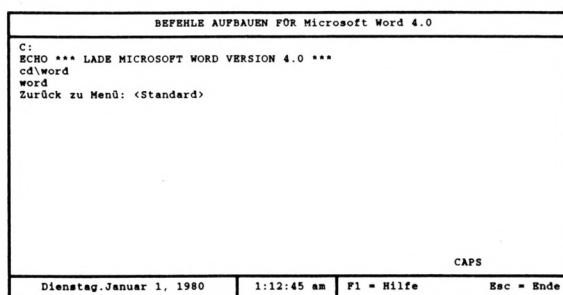 BEFEHLE AUFBAUEN FÜR Microsoft Word 4.0
C:
ECHO *** LADE MICROSOFT WORD VERSION 4.0 ***
cd\word
word
Zurück zu Menü: <Standard>
CAPS
Dienstag.Januar 1, 1980 1:12:45 am F1 = Hilfe Esc = Ende